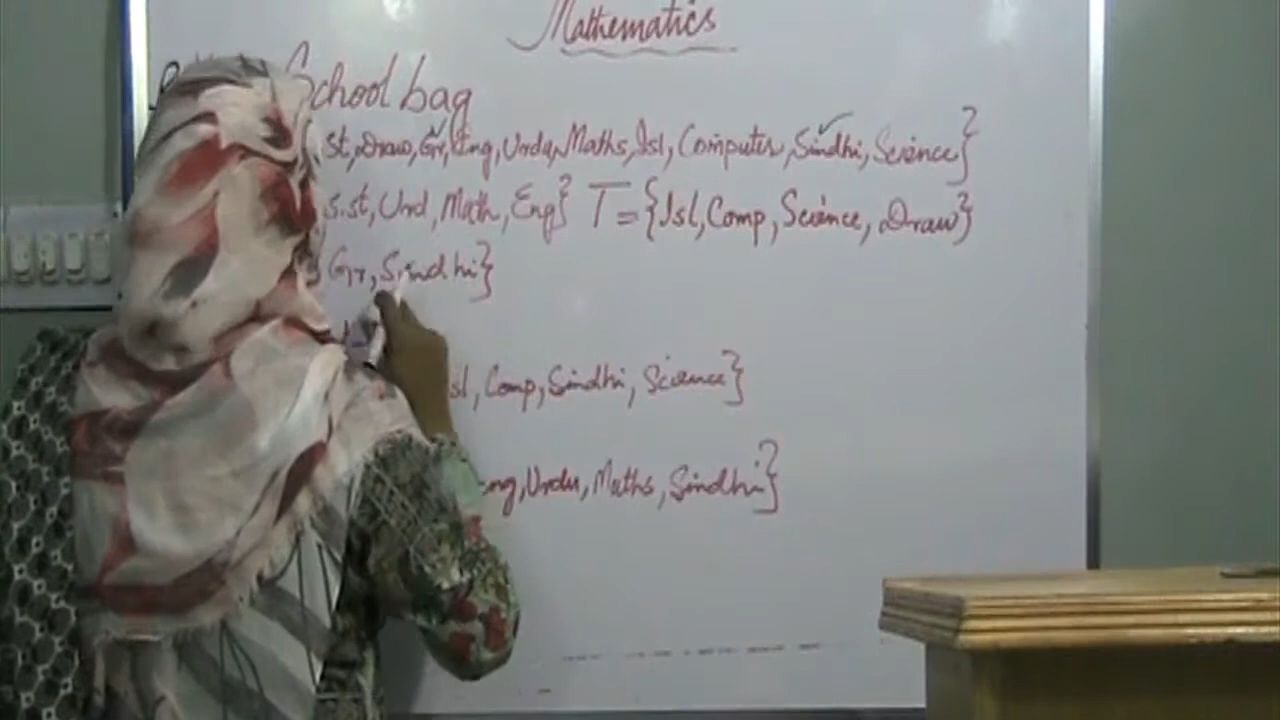 Mathematics
School bag
St, Draw, Gr, Eng, Urdu, Maths, Isl, Computer, Sindhi, Science}
S.st, Urd, Math, Eng} T = {Isl, Comp, Science, Draw}
{Gr, Sindhi}
sl, Comp, Sindhi, Science}
ng, Urdu, Maths, Sindhi}